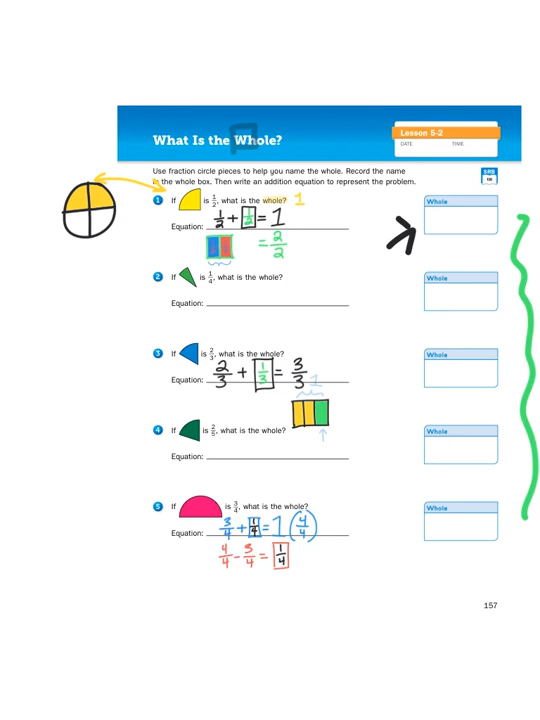 What Is the Whole?
Lesson 5-2
DATE TIME
Use fraction circle pieces to help you name the whole. Record the name
in the whole box. Then write an addition equation to represent the problem.
SRB
1 If is 1/2, what is the whole? 1
Equation: 1/2 + 1/2 = 1
= 2/2
Whole
2 If is 1/4, what is the whole?
Equation:
Whole
3 If is 2/3, what is the whole?
Equation: 2/3 + 1/3 = 3/3
1
Whole
4 If is 2/5, what is the whole?
Equation:
Whole
5 If is 3/4, what is the whole?
Equation: 3/4 + 1/4 = 1 (4/4)
4/4 - 3/4 = 1/4
Whole
157